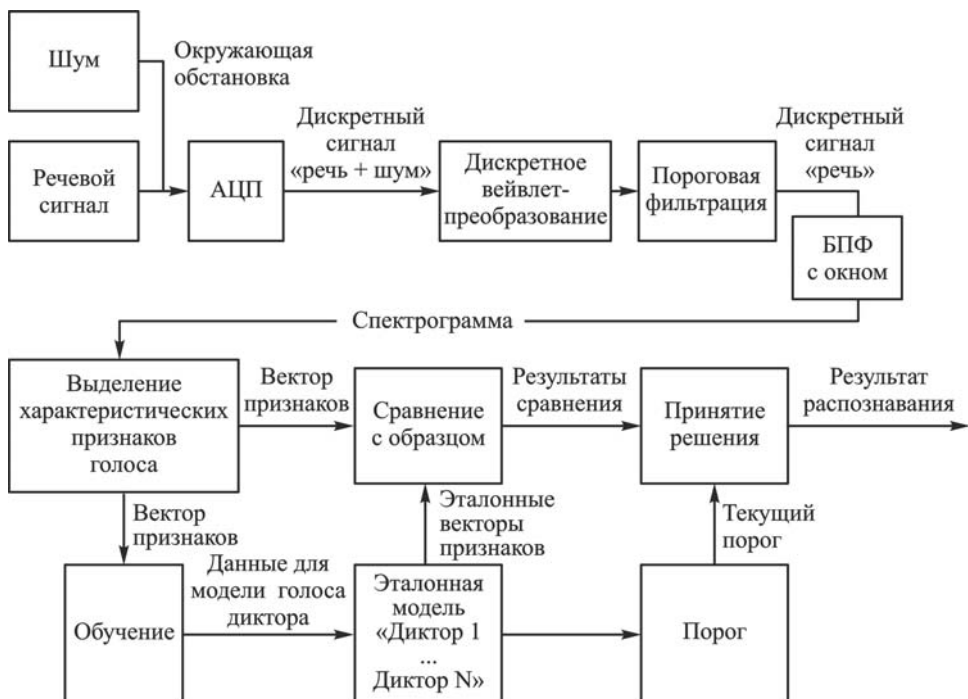 Шум
Окружающая
обстановка
Речевой
сигнал
АЦП
Дискретный
сигнал
«речь + шум»
Дискретное
вейвлет-
преобразование
Пороговая
фильтрация
Дискретный
сигнал
«речь»
БПФ
с окном
Спектрограмма
Выделение
характеристических
признаков
голоса
Вектор
признаков
Сравнение
с образцом
Результаты
сравнения
Принятие
решения
Результат
распознавания
Вектор
признаков
Эталонные
векторы
признаков
Текущий
порог
Обучение
Данные для
модели голоса
диктора
Эталонная
модель
«Диктор 1
...
Диктор N»
Порог